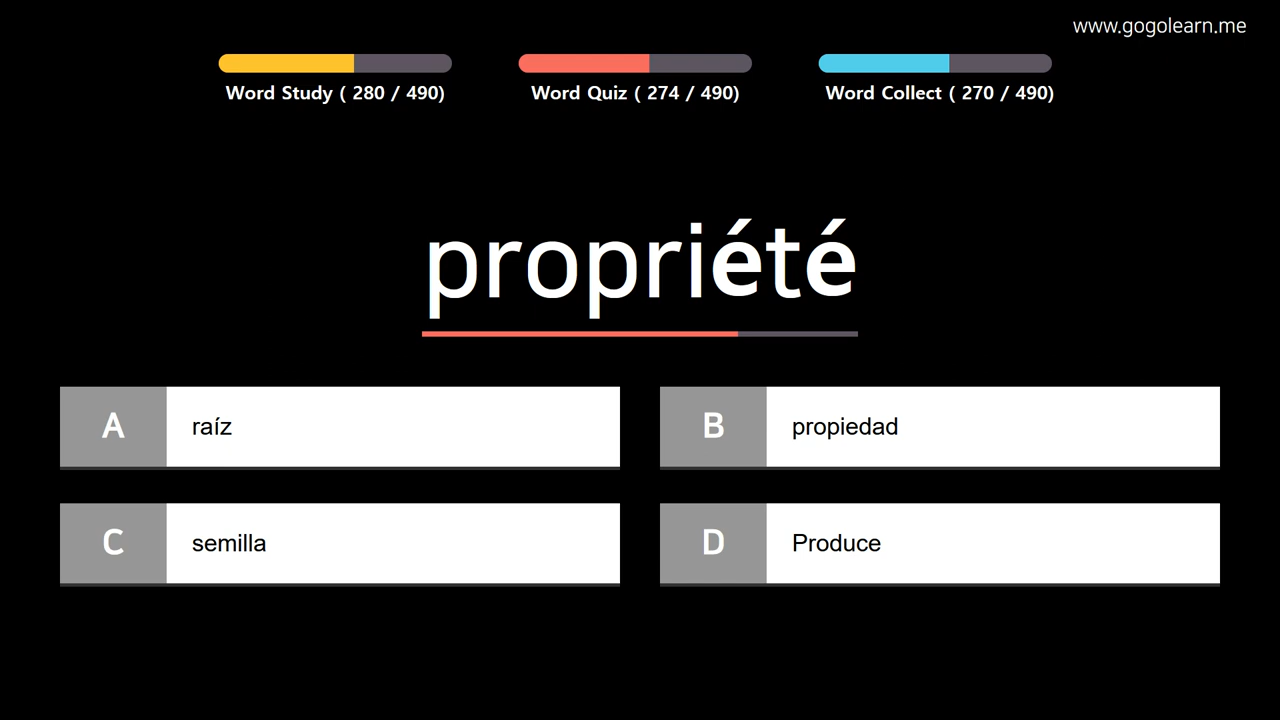 www.gogolearn.me
Word Study ( 280 / 490)
Word Quiz ( 274 / 490)
Word Collect ( 270 / 490)
propriété
A raíz
B propiedad
C semilla
D Produce